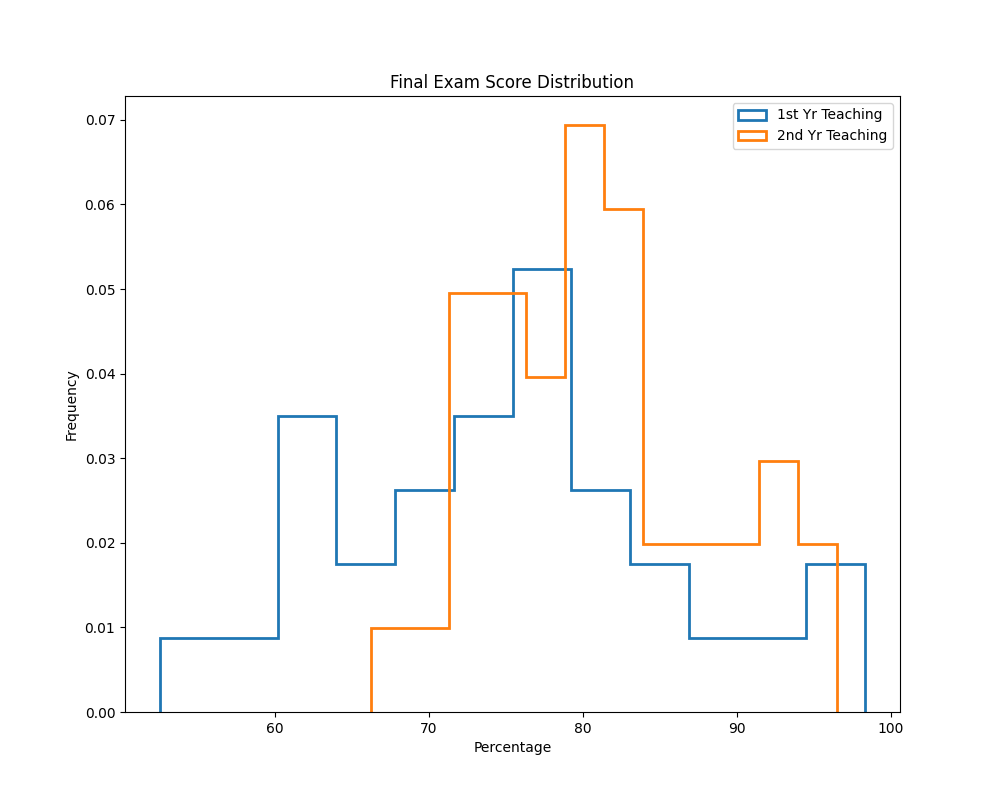 Final Exam Score Distribution
1st Yr Teaching
2nd Yr Teaching
0.07
0.06
0.05
0.04
0.03
0.02
0.01
0.00
Frequency
60 70 80 90 100
Percentage